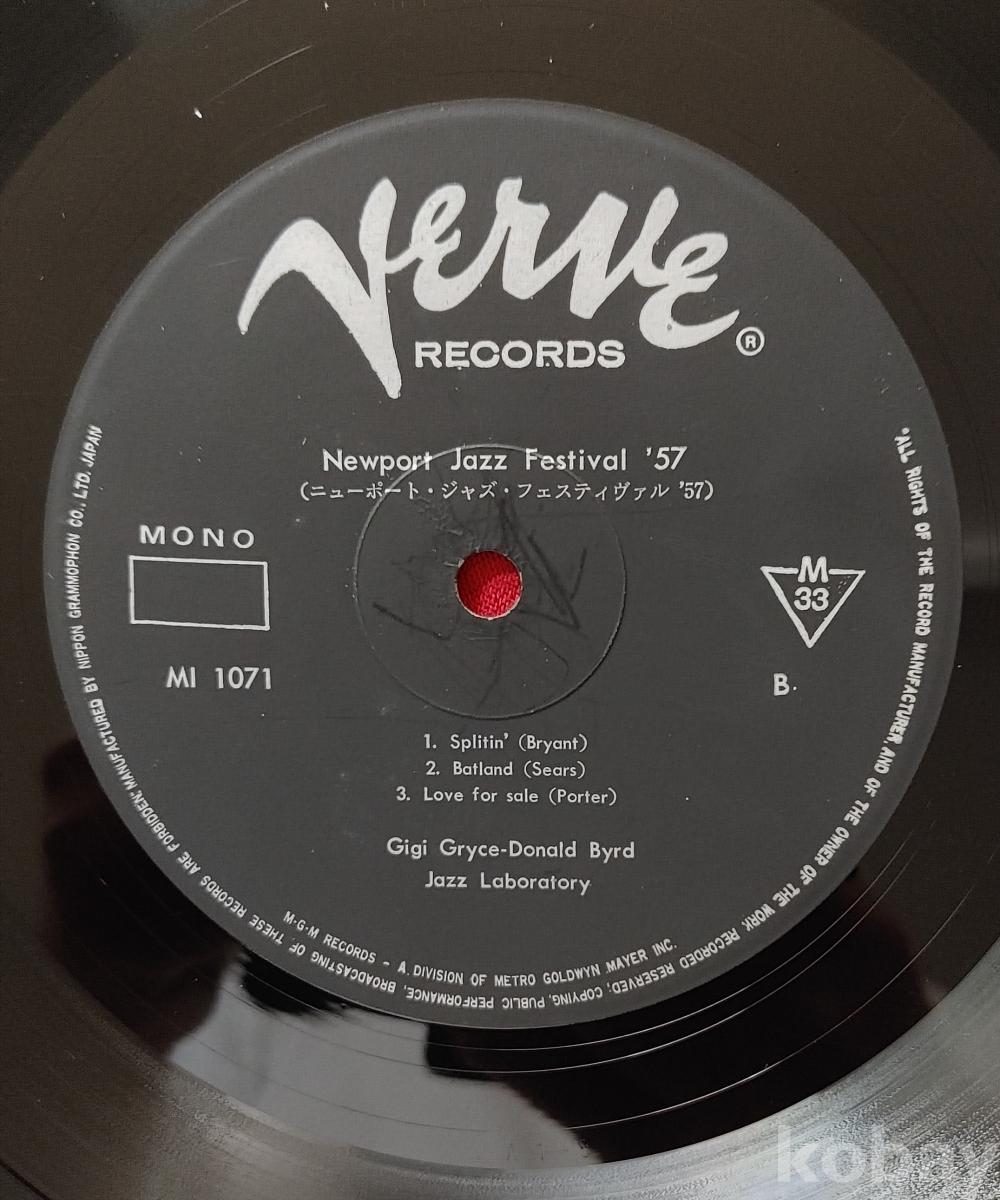 Verve
RECORDS ®
Newport Jazz Festival '57
(ニューポート・ジャズ・フェスティヴァル '57)
MONO
M
33
MI 1071
B.
1. Splitin' (Bryant)
2. Batland (Sears)
3. Love for sale (Porter)
Gigi Gryce-Donald Byrd
Jazz Laboratory
M-G-M RECORDS - A DIVISION OF METRO GOLDWYN MAYER INC.
"ALL RIGHTS OF THE RECORD MANUFACTURER, AND OF THE OWNER OF THE WORK RECORDED RESERVED; COPYING, PUBLIC PERFORMANCE, BROADCASTING OF THESE RECORDS ARE FORBIDDEN; MANUFACTURED BY NIPPON GRAMMOPHON CO., LTD. JAPAN
kobay